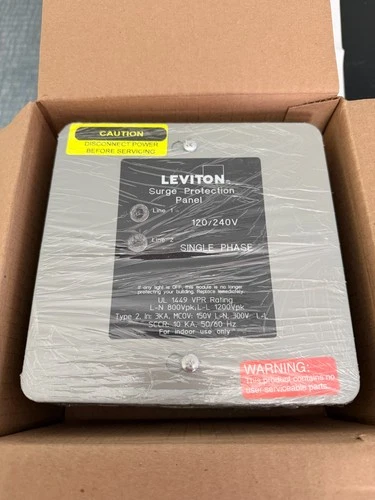 CAUTION
DISCONNECT POWER
BEFORE SERVICING
LEVITON
Surge Protection
Panel
Line 1
120/240V
Line 2
SINGLE PHASE
If any light is OFF, this module is no longer
protecting your building. Replace immediately.
UL 1449 VPR Rating
L-N 800Vpk, L-L 1200Vpk
Type 2, In: 3KA, MCOV: 150V L-N, 300V L-L
SCCR: 10 KA, 50/60 Hz
For indoor use only
WARNING:
This product contains no
user serviceable parts.